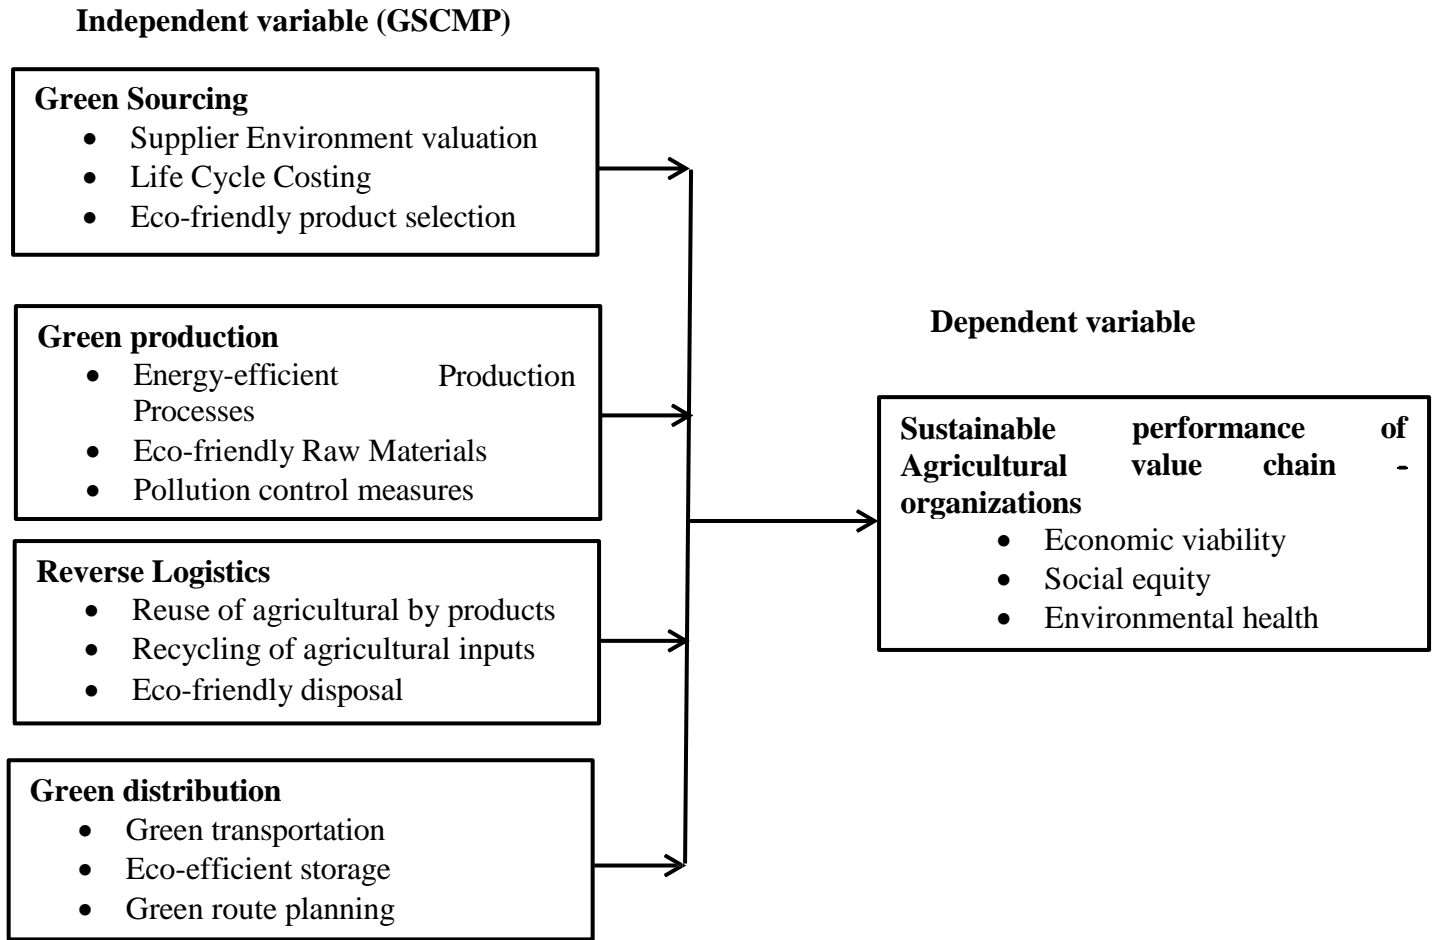 Independent variable (GSCMP)
Green Sourcing
• Supplier Environment valuation
• Life Cycle Costing
• Eco-friendly product selection
Green production
• Energy-efficient Production
Processes
• Eco-friendly Raw Materials
• Pollution control measures
Reverse Logistics
• Reuse of agricultural by products
• Recycling of agricultural inputs
• Eco-friendly disposal
Green distribution
• Green transportation
• Eco-efficient storage
• Green route planning
Dependent variable
Sustainable performance of
Agricultural value chain -
organizations
• Economic viability
• Social equity
• Environmental health